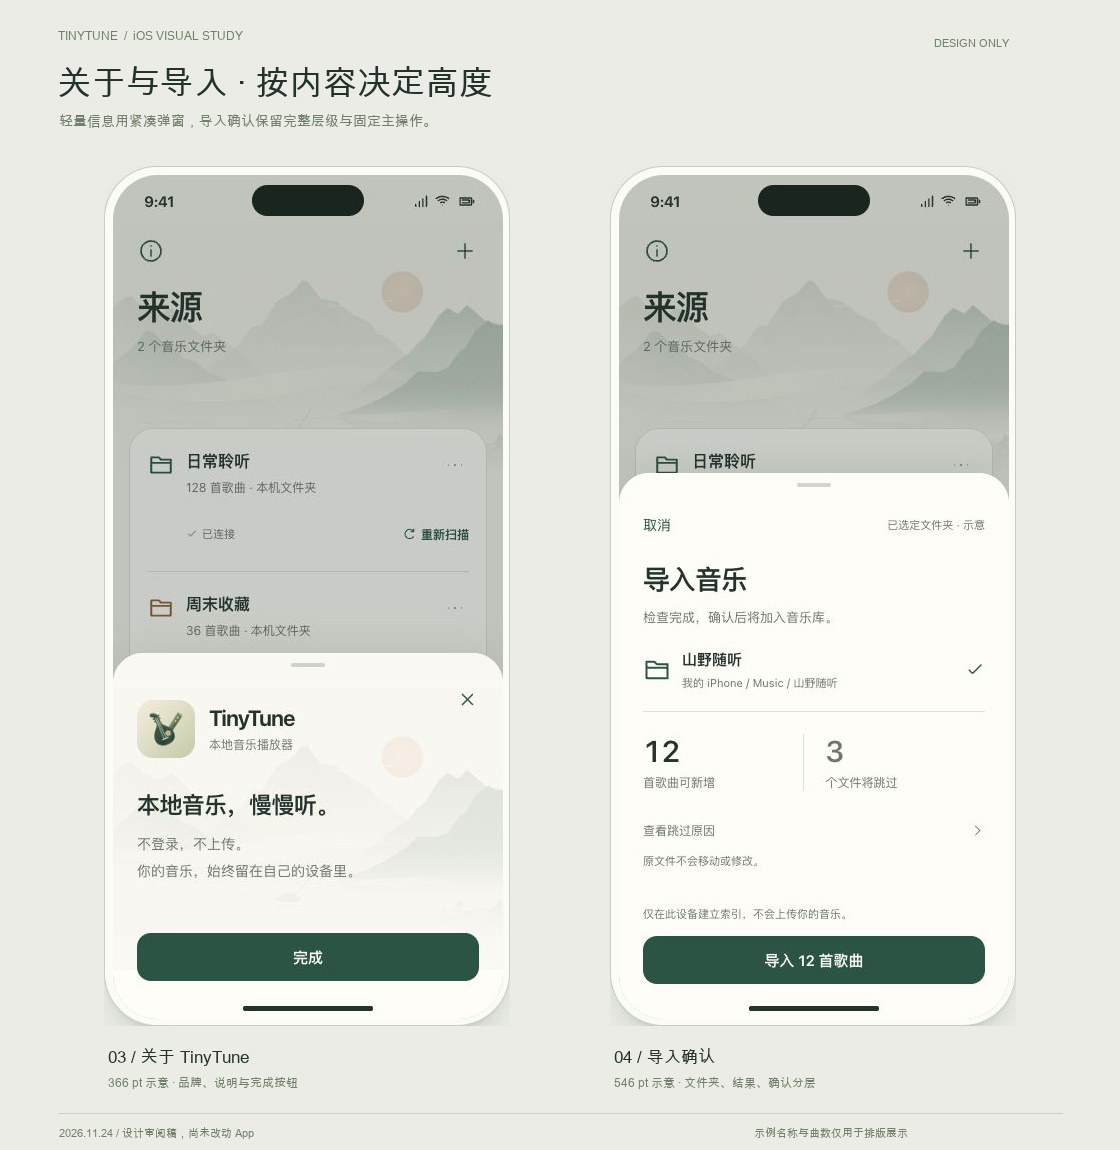 TINYTUNE / iOS VISUAL STUDY
DESIGN ONLY
关于与导入 · 按内容决定高度
轻量信息用紧凑弹窗，导入确认保留完整层级与固定主操作。
9:41
来源
2 个音乐文件夹
日常聆听
128 首歌曲 · 本机文件夹
已连接
重新扫描
周末收藏
36 首歌曲 · 本机文件夹
TinyTune
本地音乐播放器
本地音乐，慢慢听。
不登录，不上传。
你的音乐，始终留在自己的设备里。
完成
03 / 关于 TinyTune
366 pt 示意 · 品牌、说明与完成按钮
9:41
来源
2 个音乐文件夹
日常聆听
取消
已选定文件夹 · 示意
导入音乐
检查完成，确认后将加入音乐库。
山野随听
我的 iPhone / Music / 山野随听
12
首歌曲可新增
3
个文件将跳过
查看跳过原因
原文件不会移动或修改。
仅在此设备建立索引，不会上传你的音乐。
导入 12 首歌曲
04 / 导入确认
546 pt 示意 · 文件夹、结果、确认分层
2026.11.24 / 设计审阅稿，尚未改动 App
示例名称与曲数仅用于排版展示